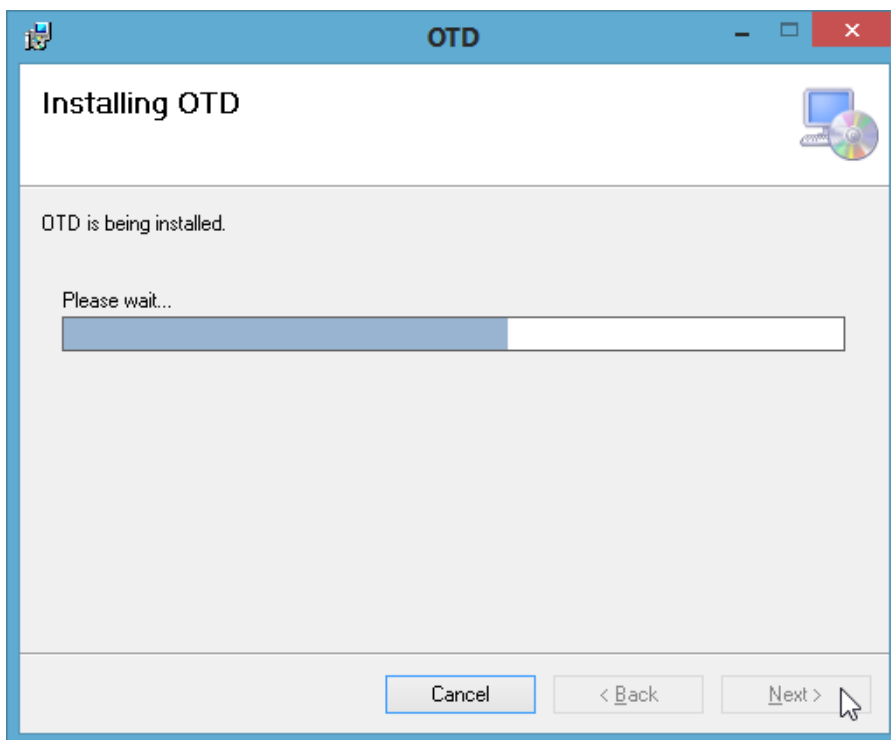 OTD
Installing OTD
OTD is being installed.
Please wait...
Cancel
< Back
Next >